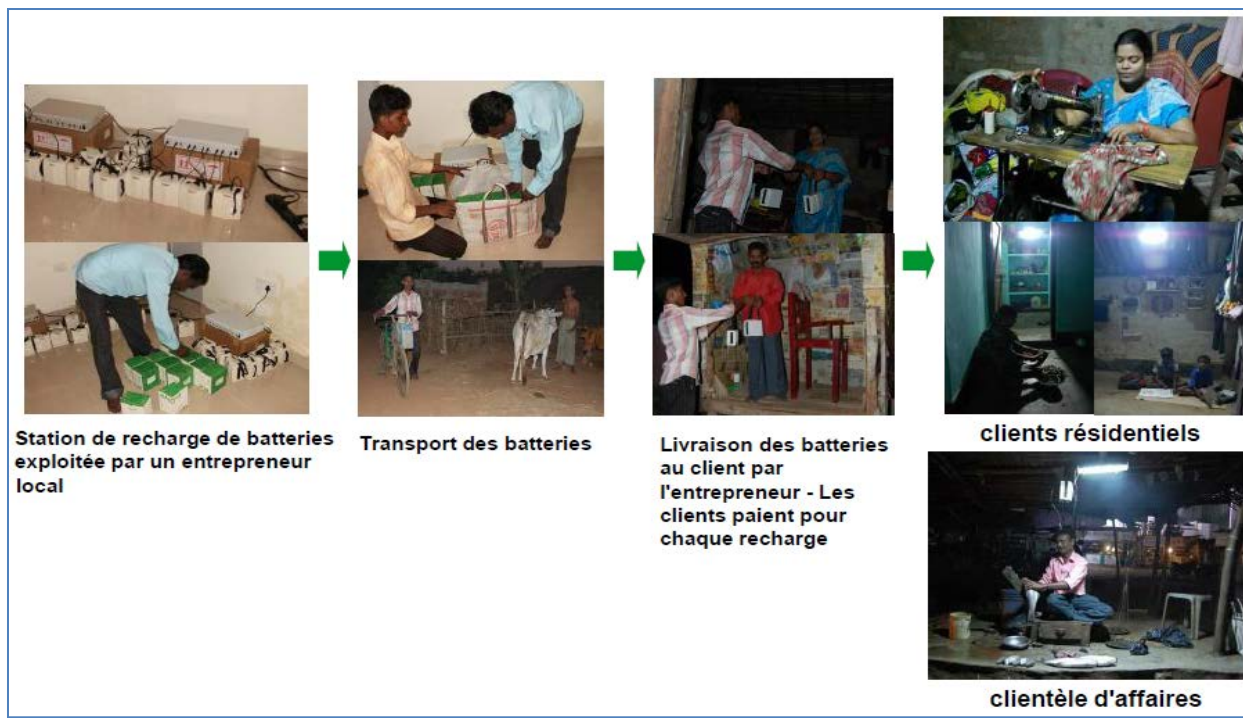 Station de recharge de batteries
exploitée par un entrepreneur
local
Transport des batteries
Livraison des batteries
au client par
l'entrepreneur - Les
clients paient pour
chaque recharge
clients résidentiels
clientèle d'affaires